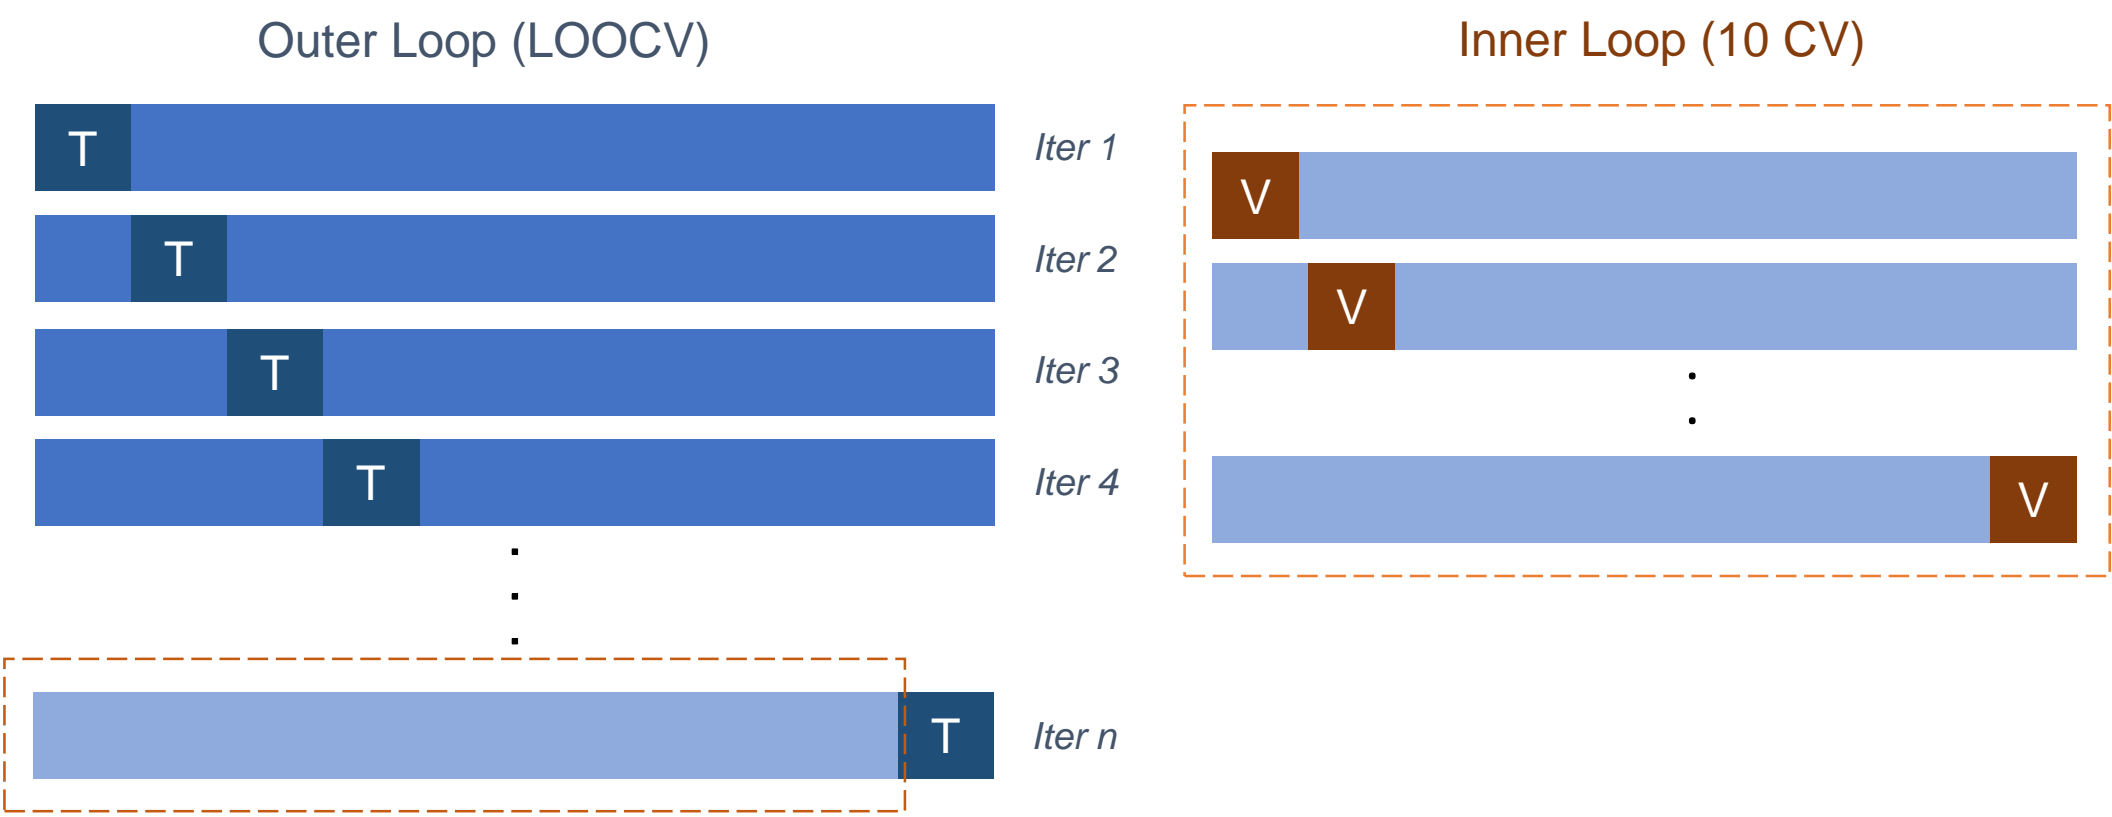 Outer Loop (LOOCV)
T
Iter 1
T
Iter 2
T
Iter 3
T
Iter 4
T
Iter n
Inner Loop (10 CV)
V
V
V